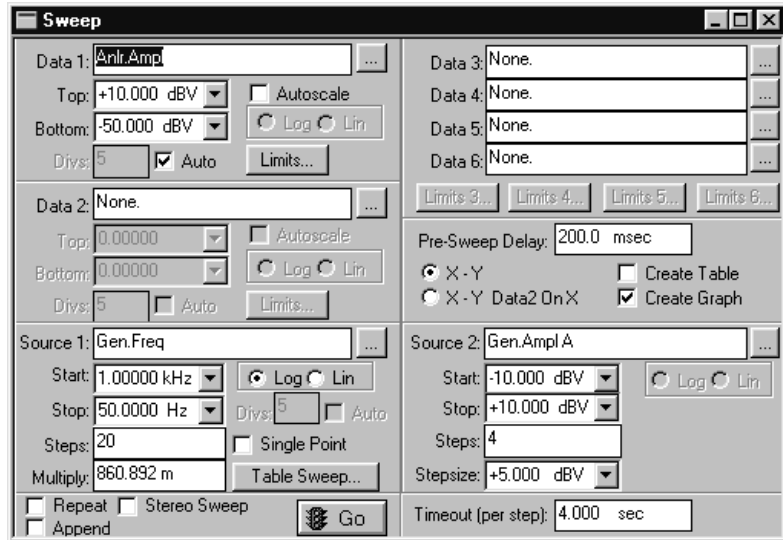 Sweep
Data 1: Anlr.Ampl ...
Top: +10.000 dBV Autoscale
Bottom: -50.000 dBV Log Lin
Divs: 5 Auto Limits...
Data 2: None. ...
Top: 0.00000 Autoscale
Bottom: 0.00000 Log Lin
Divs: 5 Auto Limits...
Source 1: Gen.Freq ...
Start: 1.00000 kHz Log Lin
Stop: 50.0000 Hz Divs: 5 Auto
Steps: 20 Single Point
Multiply: 860.892 m Table Sweep...
Repeat Stereo Sweep
Append Go
Data 3: None. ...
Data 4: None. ...
Data 5: None. ...
Data 6: None. ...
Limits 3... Limits 4... Limits 5... Limits 6...
Pre-Sweep Delay: 200.0 msec
X - Y Create Table
X - Y Data2 On X Create Graph
Source 2: Gen.Ampl A ...
Start: -10.000 dBV Log Lin
Stop: +10.000 dBV
Steps: 4
Stepsize: +5.000 dBV
Timeout (per step): 4.000 sec